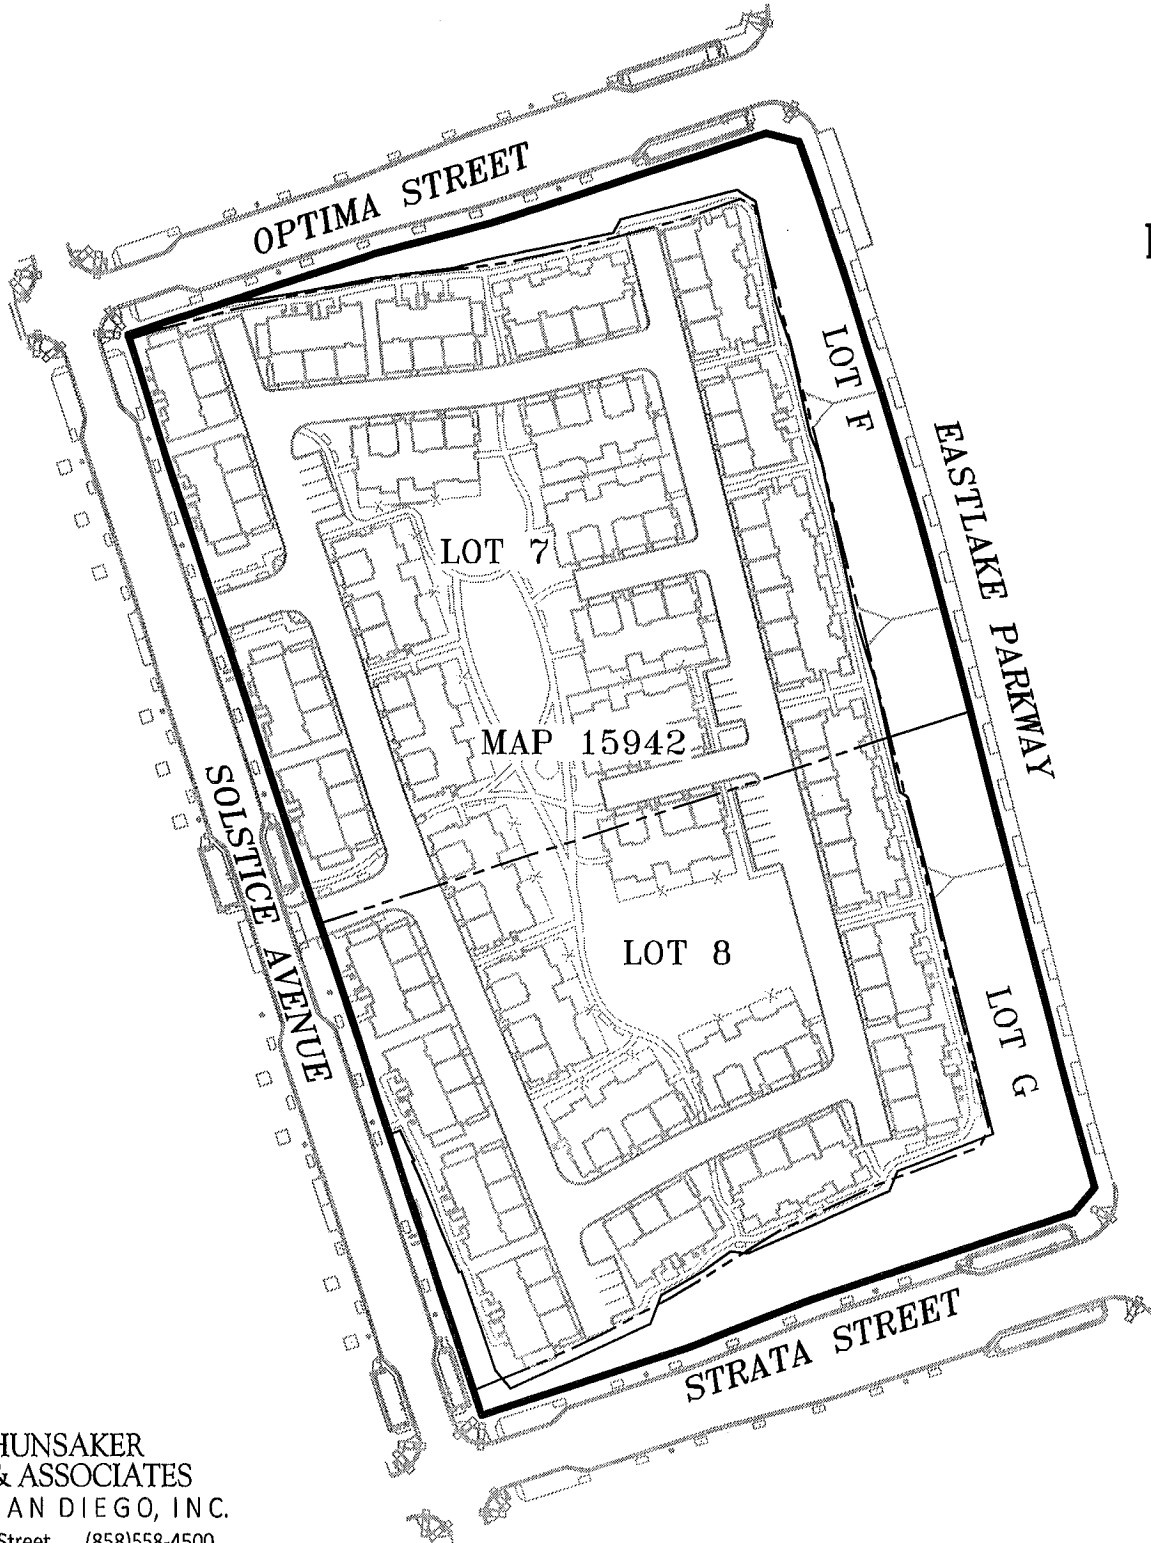 OPTIMA STREET
LOT F
EASTLAKE PARKWAY
LOT 7
MAP 15942
SOLSTICE AVENUE
LOT 8
LOT G
STRATA STREET
HUNSAKER
& ASSOCIATES
AN DIEGO, INC.
Street (858)558-4500